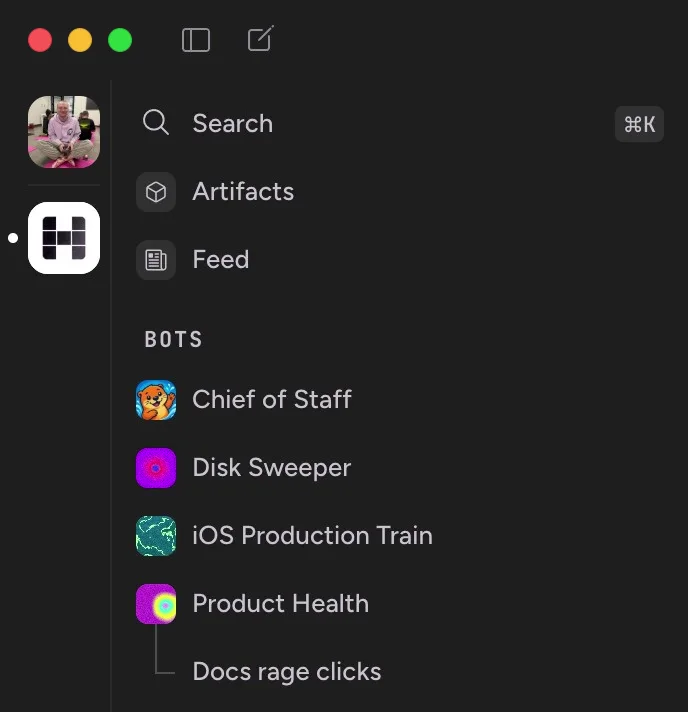 Search
⌘K
Artifacts
Feed
BOTS
Chief of Staff
Disk Sweeper
iOS Production Train
Product Health
Docs rage clicks